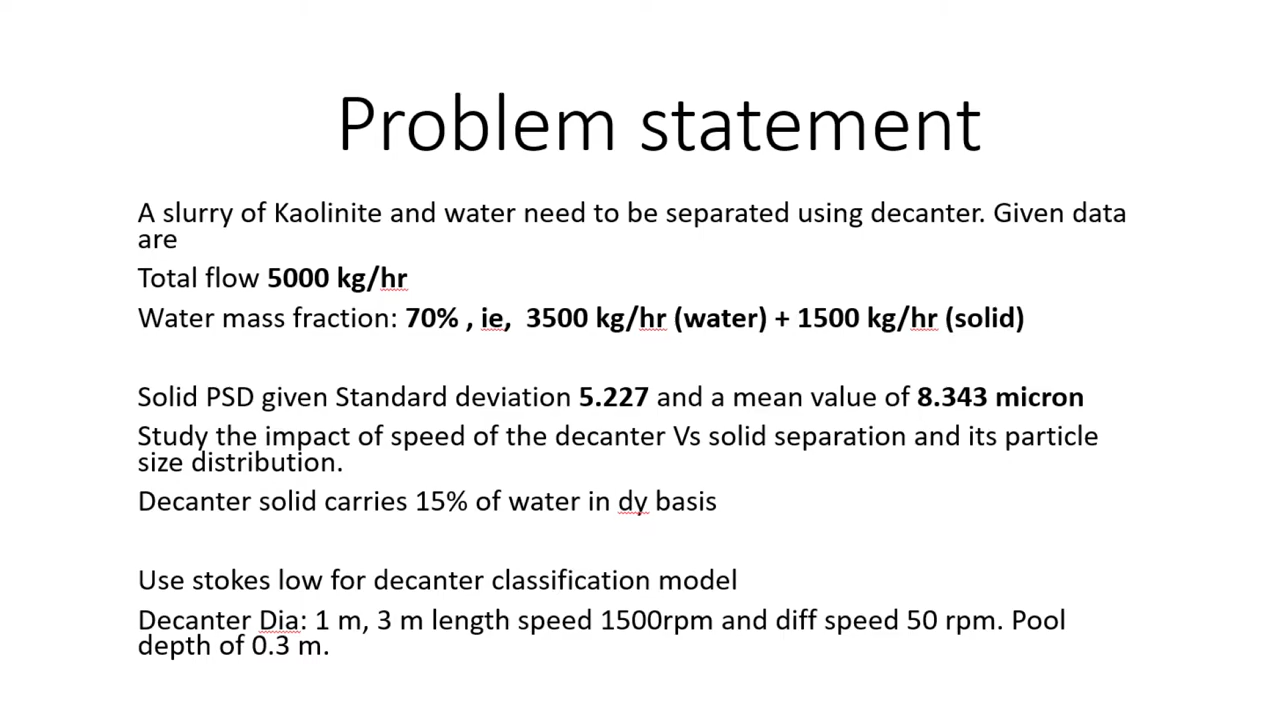 Problem statement
A slurry of Kaolinite and water need to be separated using decanter. Given data
are
Total flow 5000 kg/hr
Water mass fraction: 70% , ie,  3500 kg/hr (water) + 1500 kg/hr (solid)
Solid PSD given Standard deviation 5.227 and a mean value of 8.343 micron
Study the impact of speed of the decanter Vs solid separation and its particle
size distribution.
Decanter solid carries 15% of water in dy basis
Use stokes low for decanter classification model
Decanter Dia: 1 m, 3 m length speed 1500rpm and diff speed 50 rpm. Pool
depth of 0.3 m.